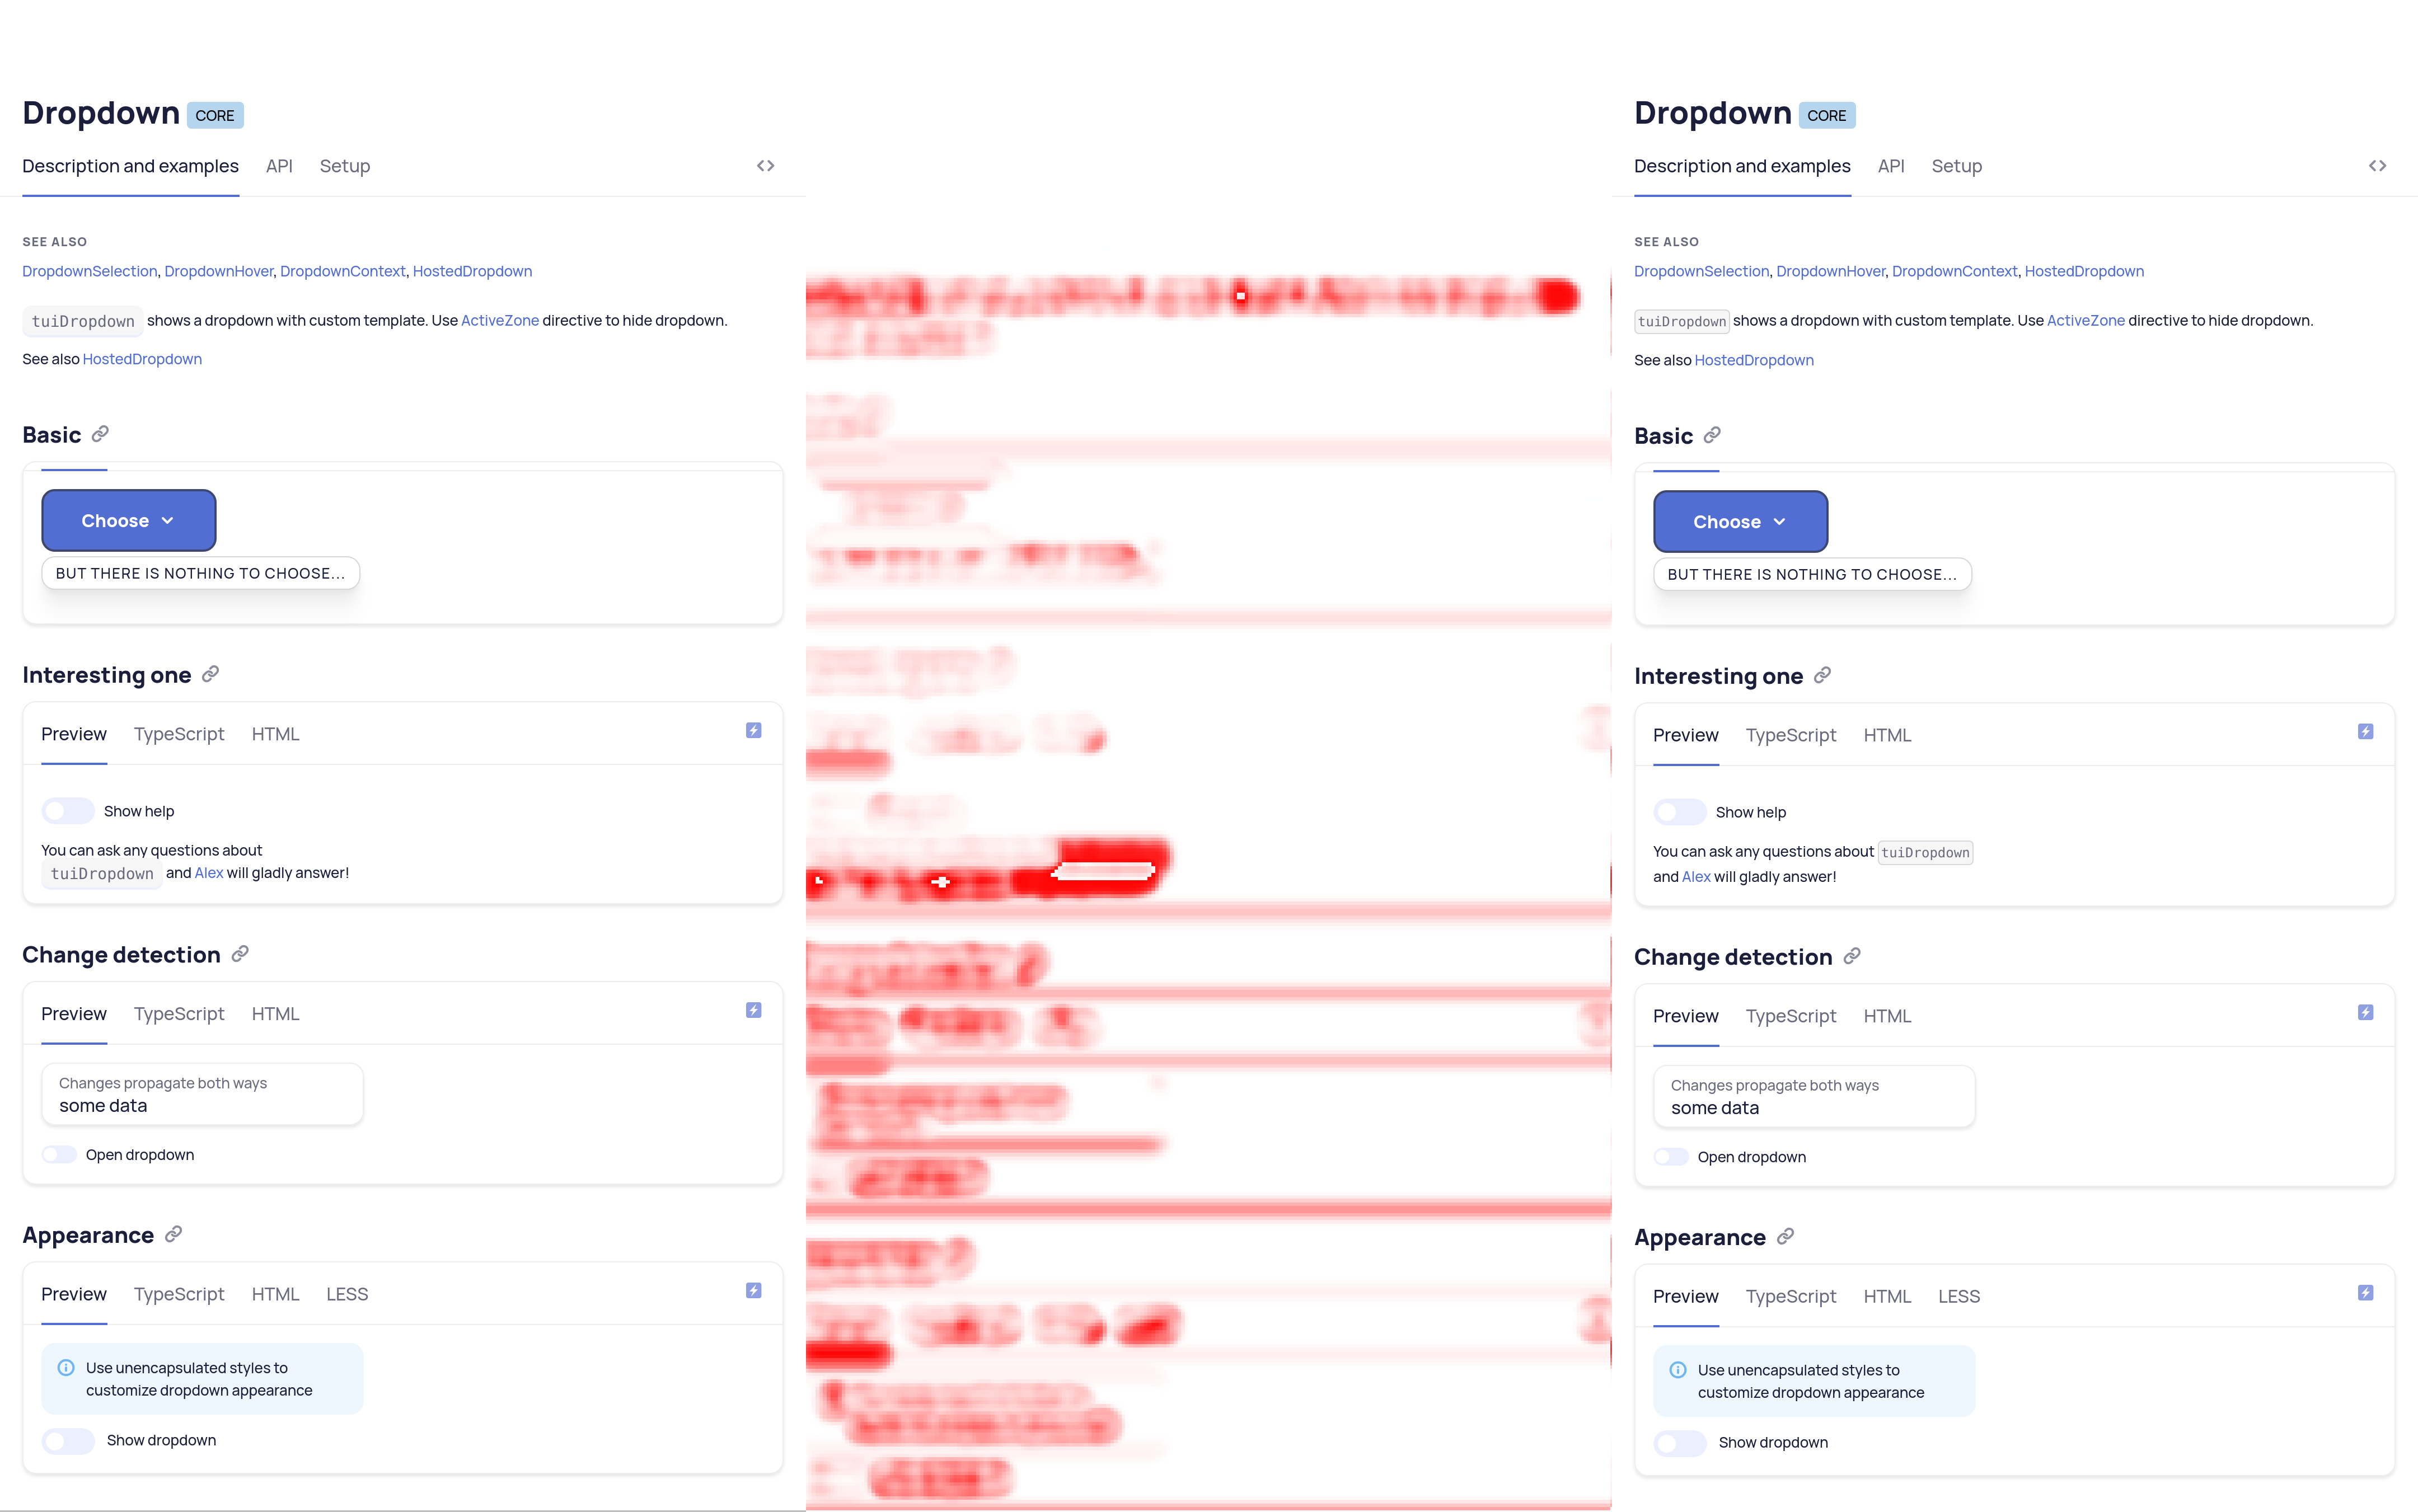 Dropdown CORE
Description and examples API Setup
SEE ALSO
DropdownSelection, DropdownHover, DropdownContext, HostedDropdown
tuiDropdown shows a dropdown with custom template. Use ActiveZone directive to hide dropdown.
See also HostedDropdown
Basic
Choose
BUT THERE IS NOTHING TO CHOOSE...
Interesting one
Preview TypeScript HTML
Show help
You can ask any questions about
tuiDropdown and Alex will gladly answer!
Change detection
Preview TypeScript HTML
Changes propagate both ways
some data
Open dropdown
Appearance
Preview TypeScript HTML LESS
Use unencapsulated styles to
customize dropdown appearance
Show dropdown
Dropdown CORE
Description and examples API Setup
SEE ALSO
DropdownSelection, DropdownHover, DropdownContext, HostedDropdown
tuiDropdown shows a dropdown with custom template. Use ActiveZone directive to hide dropdown.
See also HostedDropdown
Basic
Choose
BUT THERE IS NOTHING TO CHOOSE...
Interesting one
Preview TypeScript HTML
Show help
You can ask any questions about tuiDropdown
and Alex will gladly answer!
Change detection
Preview TypeScript HTML
Changes propagate both ways
some data
Open dropdown
Appearance
Preview TypeScript HTML LESS
Use unencapsulated styles to
customize dropdown appearance
Show dropdown